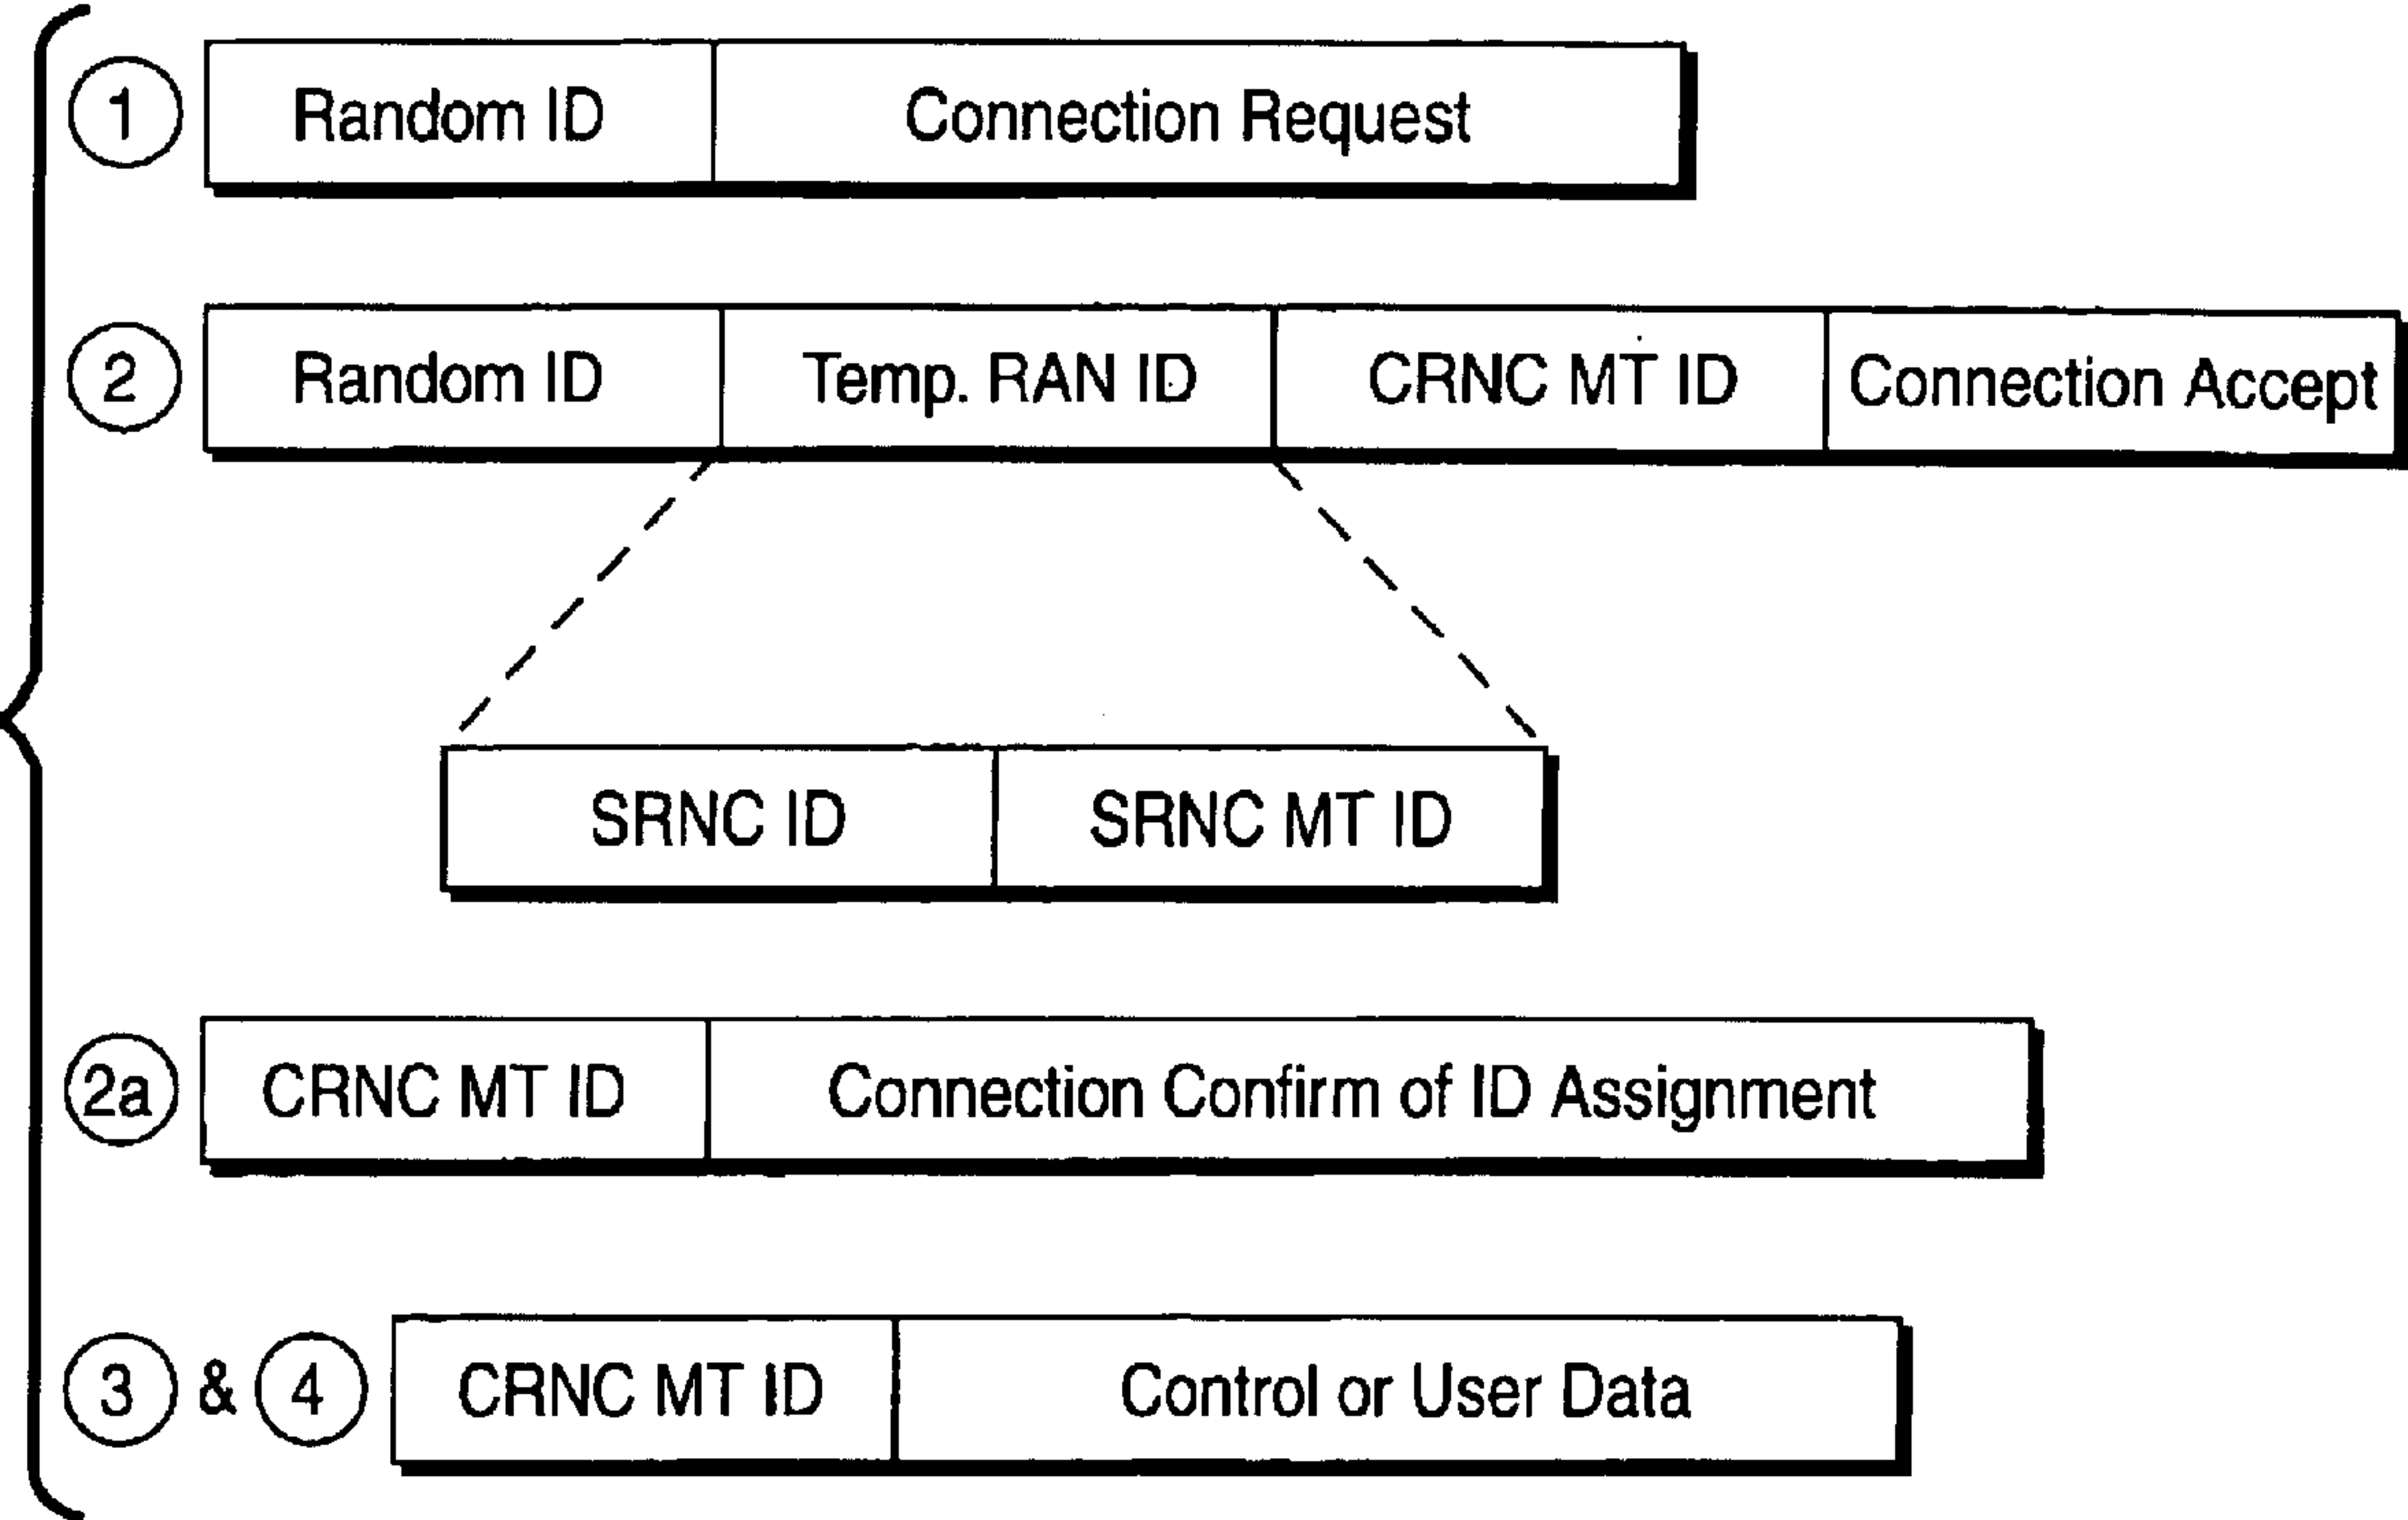 1 Random ID Connection Request
2 Random ID Temp. RAN ID CRNC MT ID Connection Accept
SRNC ID SRNC MT ID
2a CRNC MT ID Connection Confirm of ID Assignment
3 & 4 CRNC MT ID Control or User Data